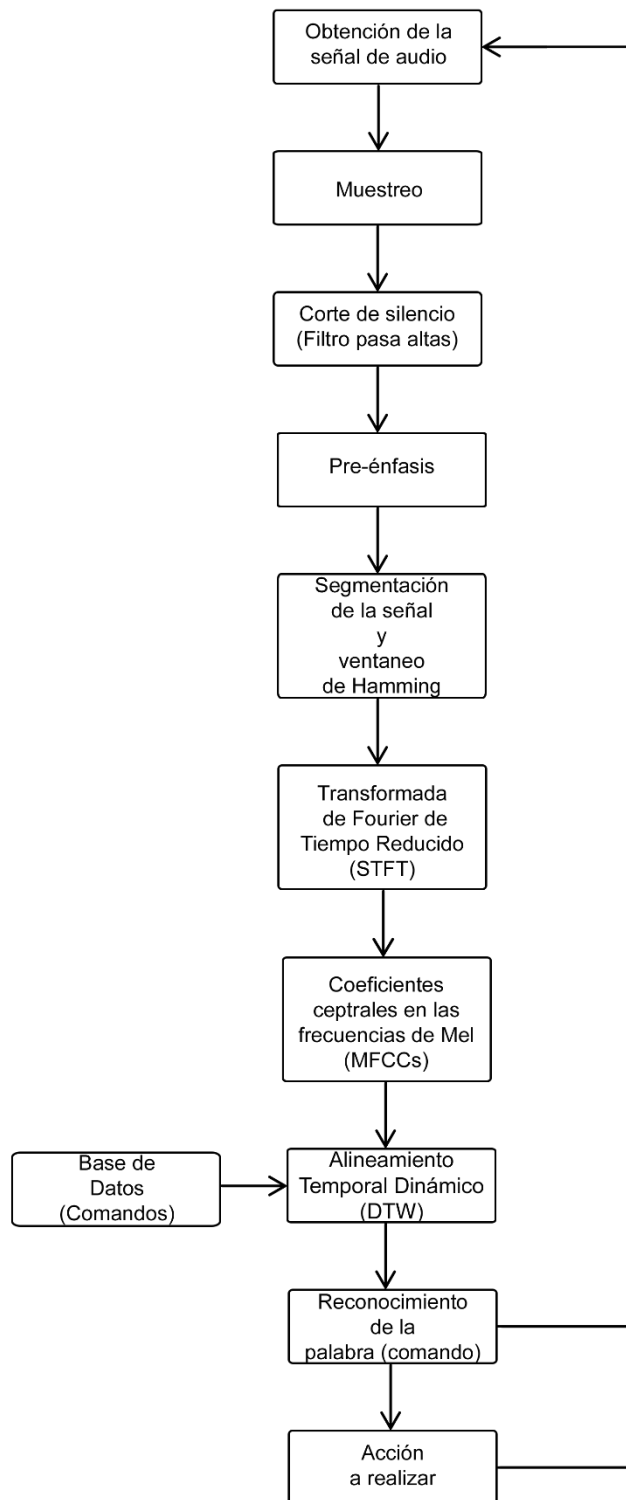 Obtención de la
señal de audio
Muestreo
Corte de silencio
(Filtro pasa altas)
Pre-énfasis
Segmentación
de la señal
y
ventaneo
de Hamming
Transformada
de Fourier de
Tiempo Reducido
(STFT)
Coeficientes
ceptrales en las
frecuencias de Mel
(MFCCs)
Base de
Datos
(Comandos)
Alineamiento
Temporal Dinámico
(DTW)
Reconocimiento
de la
palabra (comando)
Acción
a realizar